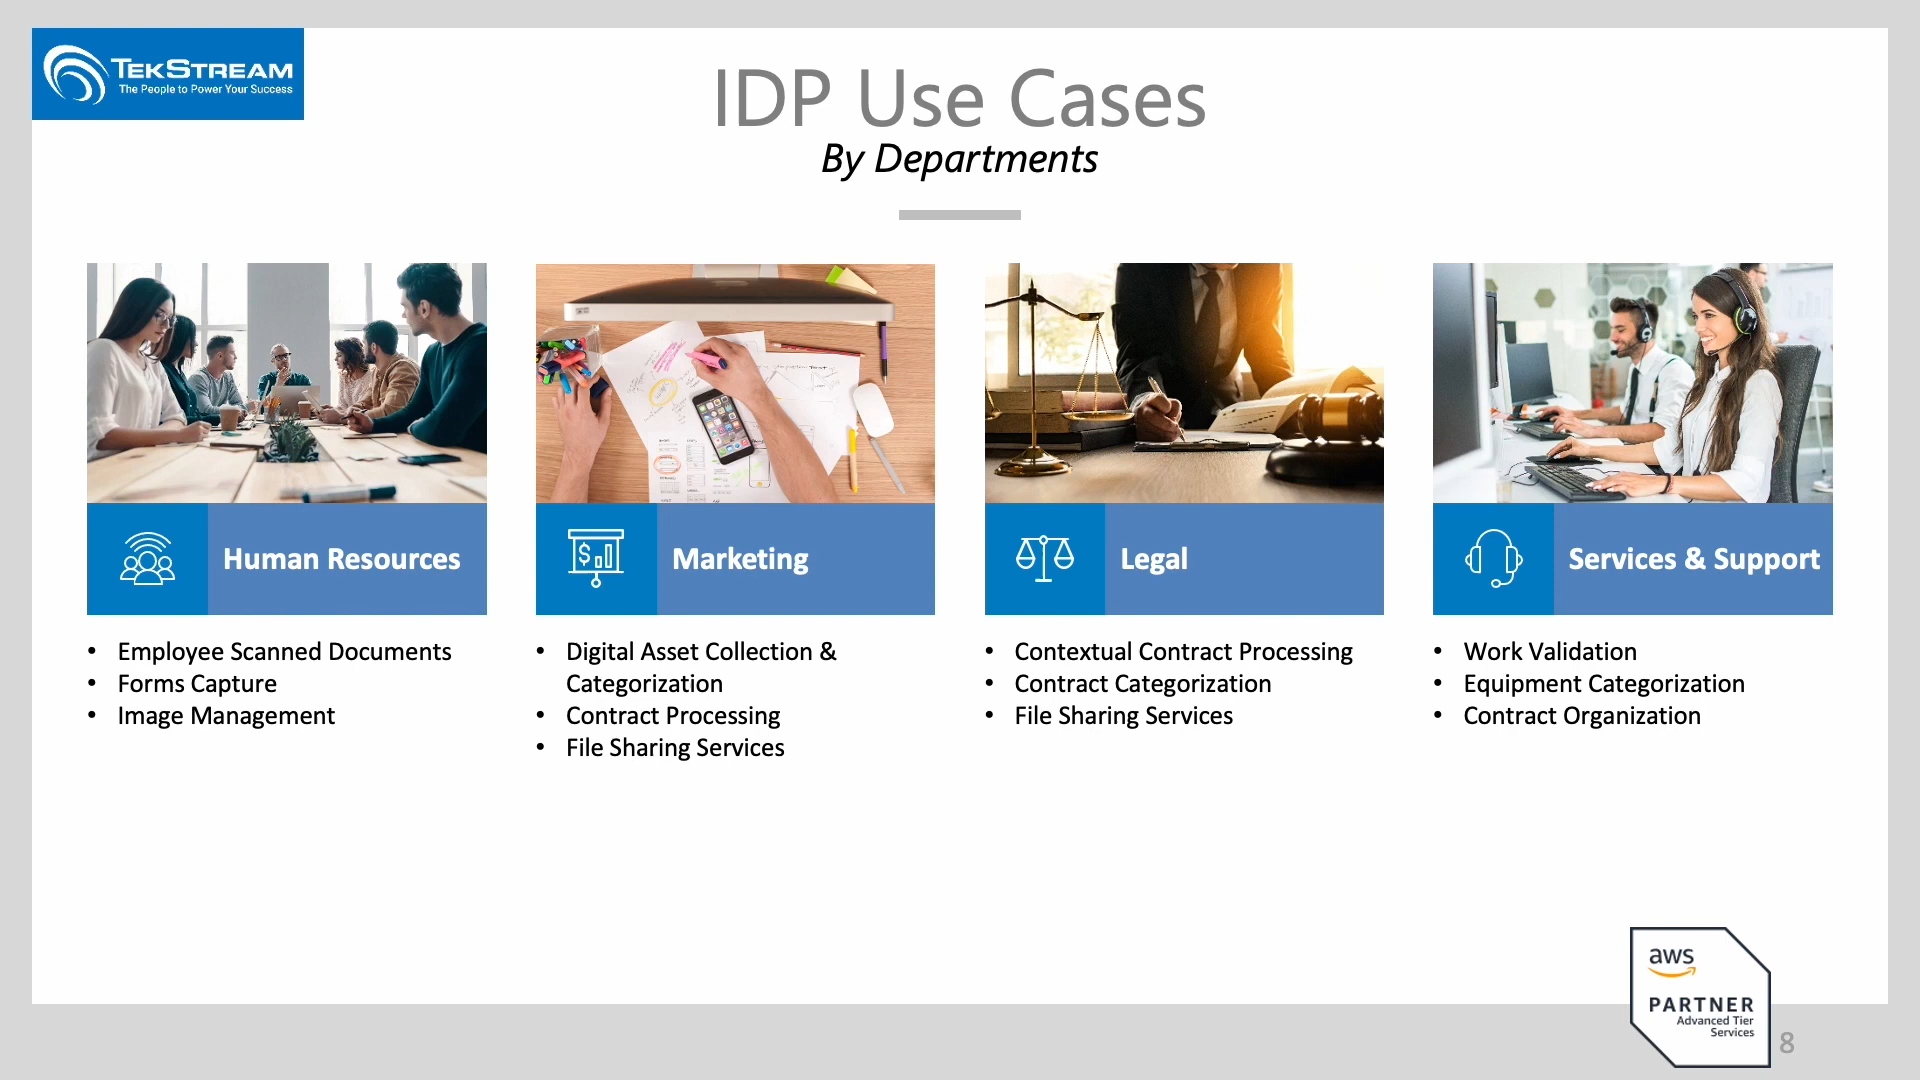 TEKSTREAM
The People to Power Your Success
IDP Use Cases
By Departments
Human Resources
• Employee Scanned Documents
• Forms Capture
• Image Management
Marketing
• Digital Asset Collection &
Categorization
• Contract Processing
• File Sharing Services
Legal
• Contextual Contract Processing
• Contract Categorization
• File Sharing Services
Services & Support
• Work Validation
• Equipment Categorization
• Contract Organization
aws
PARTNER
Advanced Tier
Services
8